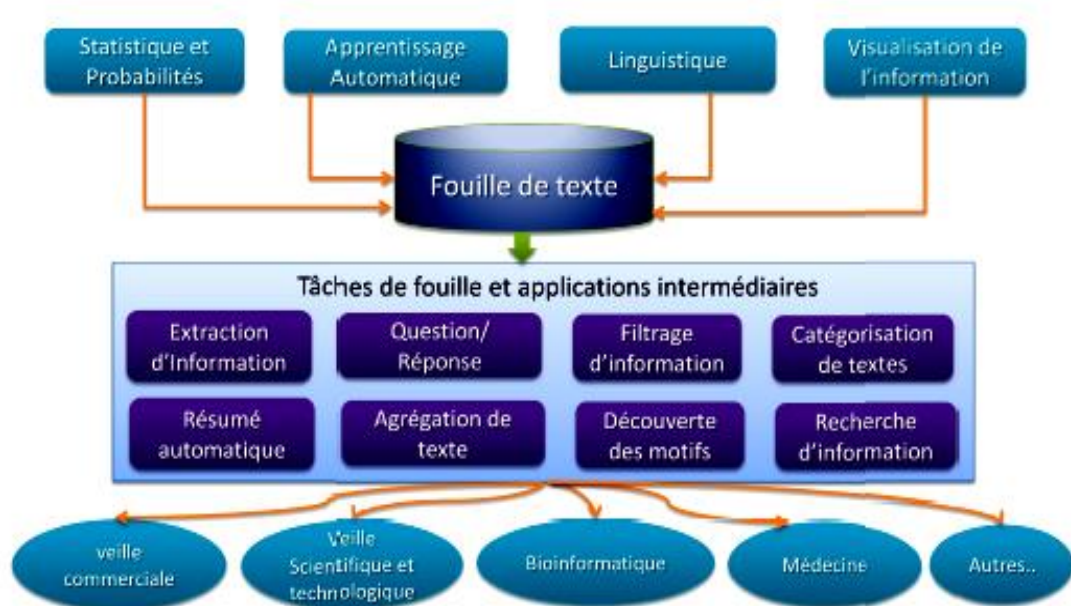 Statistique et
Probabilités
Apprentissage
Automatique
Linguistique
Visualisation de
l'information
Fouille de texte
Tâches de fouille et applications intermédiaires
Extraction
d'Information
Question/
Réponse
Filtrage
d'information
Catégorisation
de textes
Résumé
automatique
Agrégation de
texte
Découverte
des motifs
Recherche
d'information
veille
commerciale
Veille
Scientifique et
technologique
Bioinformatique
Médecine
Autres..